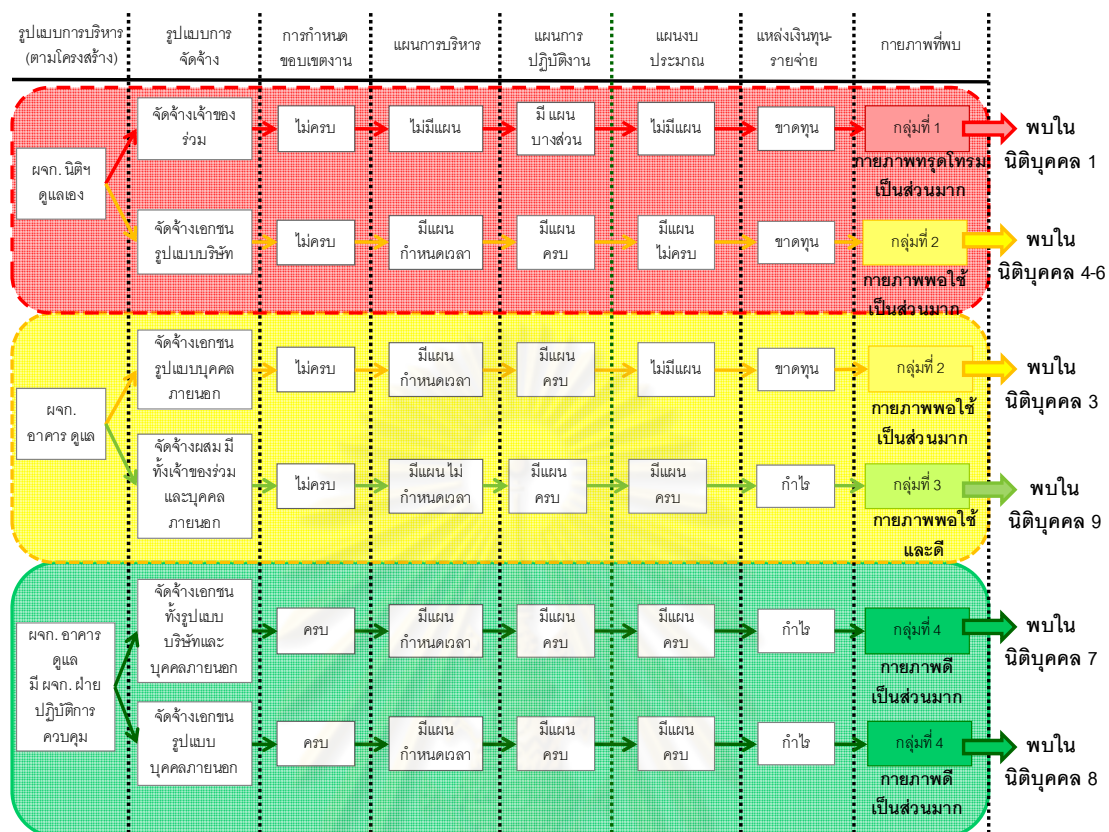 รูปแบบการบริหาร
(ตามโครงสร้าง)
รูปแบบการ
จัดจ้าง
การกำหนด
ขอบเขตงาน
แผนการบริหาร
แผนการ
ปฏิบัติงาน
แผนงบ
ประมาณ
แหล่งเงินทุน-
รายจ่าย
กายภาพที่พบ
ผจก. นิติฯ
ดูแลเอง
จัดจ้างเจ้าของ
ร่วม
ไม่ครบ
ไม่มีแผน
มี แผน
บางส่วน
ไม่มีแผน
ขาดทุน
กลุ่มที่ 1
กายภาพทรุดโทรม
เป็นส่วนมาก
พบใน
นิติบุคคล 1
จัดจ้างเอกชน
รูปแบบบริษัท
ไม่ครบ
มีแผน
กำหนดเวลา
มีแผน
ครบ
มีแผน
ไม่ครบ
ขาดทุน
กลุ่มที่ 2
กายภาพพอใช้
เป็นส่วนมาก
พบใน
นิติบุคคล 4-6
ผจก.
อาคาร ดูแล
จัดจ้างเอกชน
รูปแบบบุคคล
ภายนอก
ไม่ครบ
มีแผน
กำหนดเวลา
มีแผน
ครบ
ไม่มีแผน
ขาดทุน
กลุ่มที่ 2
กายภาพพอใช้
เป็นส่วนมาก
พบใน
นิติบุคคล 3
จัดจ้างผสม มี
ทั้งเจ้าของร่วม
และบุคคล
ภายนอก
ไม่ครบ
มีแผน ไม่
กำหนดเวลา
มีแผน
ครบ
มีแผน
ครบ
กำไร
กลุ่มที่ 3
กายภาพพอใช้
และดี
พบใน
นิติบุคคล 9
ผจก. อาคาร
ดูแล
มี ผจก. ฝ่าย
ปฏิบัติการ
ควบคุม
จัดจ้างเอกชน
ทั้งรูปแบบ
บริษัทและ
บุคคลภายนอก
ครบ
มีแผน
กำหนดเวลา
มีแผน
ครบ
มีแผน
ครบ
กำไร
กลุ่มที่ 4
กายภาพดี
เป็นส่วนมาก
พบใน
นิติบุคคล 7
จัดจ้างเอกชน
รูปแบบ
บุคคลภายนอก
ครบ
มีแผน
กำหนดเวลา
มีแผน
ครบ
มีแผน
ครบ
กำไร
กลุ่มที่ 4
กายภาพดี
เป็นส่วนมาก
พบใน
นิติบุคคล 8